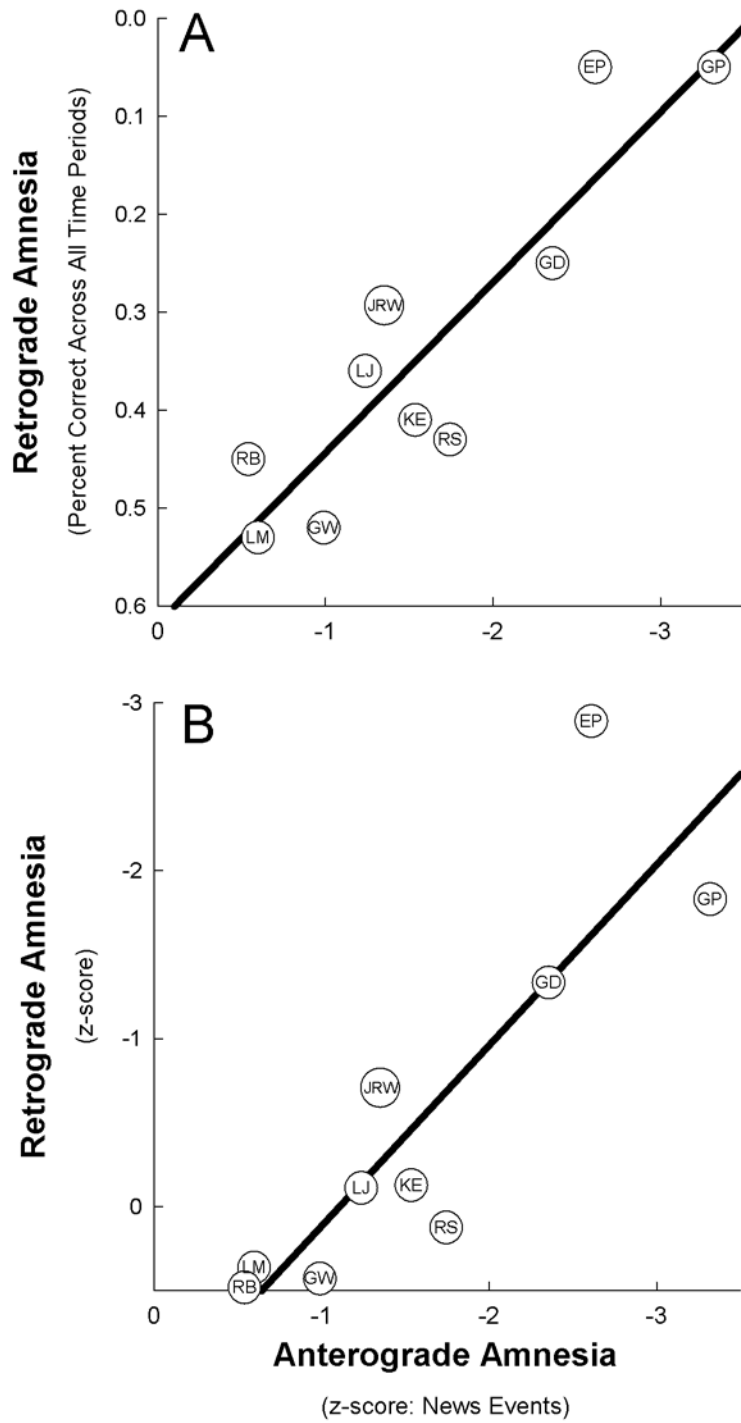 A
0.0
0.1
0.2
0.3
0.4
0.5
0.6
Retrograde Amnesia
(Percent Correct Across All Time Periods)
EP
GP
GD
JRW
LJ
KE
RS
RB
LM
GW
0
-1
-2
-3
B
-3
-2
-1
0
Retrograde Amnesia
(z-score)
EP
GP
GD
JRW
LJ
KE
RS
LM
RB
GW
0
-1
-2
-3
Anterograde Amnesia
(z-score: News Events)